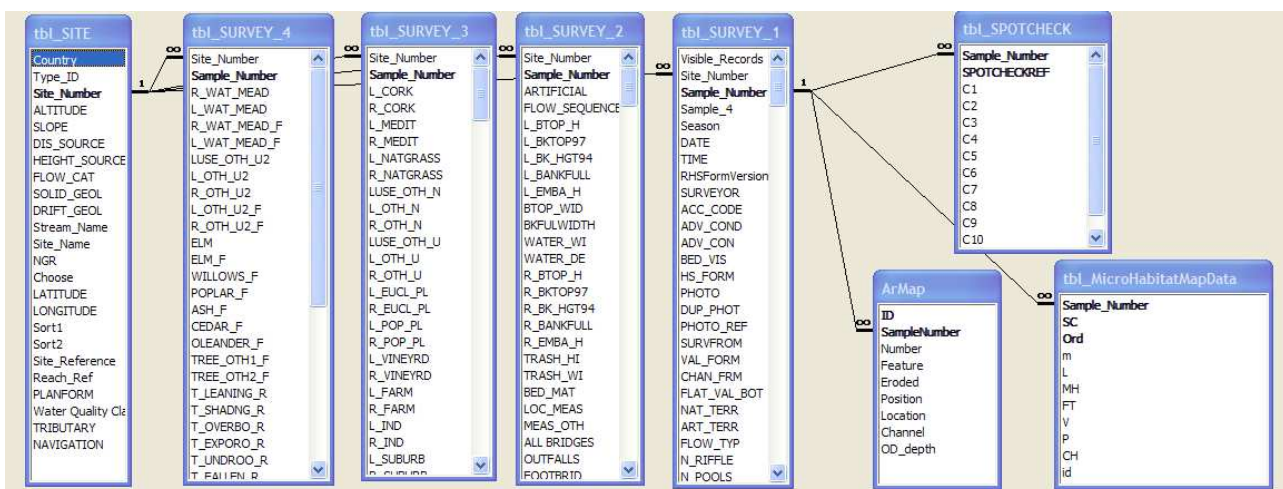 tbl_SITE
Country
Type_ID
Site_Number
ALTITUDE
SLOPE
DIS_SOURCE
HEIGHT_SOURCE
FLOW_CAT
SOLID_GEOL
DRIFT_GEOL
Stream_Name
Site_Name
NGR
Choose
LATITUDE
LONGITUDE
Sort1
Sort2
Site_Reference
Reach_Ref
PLANFORM
Water Quality Cla
TRIBUTARY
NAVIGATION
1
∞
tbl_SURVEY_4
Site_Number
Sample_Number
R_WAT_MEAD
L_WAT_MEAD
R_WAT_MEAD_F
L_WAT_MEAD_F
LUSE_OTH_U2
L_OTH_U2
R_OTH_U2
L_OTH_U2_F
R_OTH_U2_F
ELM
ELM_F
WILLOWS_F
POPLAR_F
ASH_F
CEDAR_F
OLEANDER_F
TREE_OTH1_F
TREE_OTH2_F
T_LEANING_R
T_SHADNG_R
T_OVERBO_R
T_EXPORO_R
T_UNDROO_R
T_FALLEN_R
∞
tbl_SURVEY_3
Site_Number
Sample_Number
L_CORK
R_CORK
L_MEDIT
R_MEDIT
L_NATGRASS
R_NATGRASS
LUSE_OTH_N
L_OTH_N
R_OTH_N
LUSE_OTH_U
L_OTH_U
R_OTH_U
L_EUCL_PL
R_EUCL_PL
L_POP_PL
R_POP_PL
L_VINEYRD
R_VINEYRD
L_FARM
R_FARM
L_IND
R_IND
L_SUBURB
R_SUBURB
∞
tbl_SURVEY_2
Site_Number
Sample_Number
ARTIFICIAL
FLOW_SEQUENCE
L_BTOP_H
L_BKTOP97
L_BK_HGT94
L_BANKFULL
L_EMBA_H
BTOP_WID
BKFULWIDTH
WATER_WI
WATER_DE
R_BTOP_H
R_BKTOP97
R_BK_HGT94
R_BANKFULL
R_EMBA_H
TRASH_HI
TRASH_WI
BED_MAT
LOC_MEAS
MEAS_OTH
ALL BRIDGES
OUTFALLS
FOOTBRID
∞
tbl_SURVEY_1
Visible_Records
Site_Number
Sample_Number
Sample_4
Season
DATE
TIME
RHSFormVersion
SURVEYOR
ACC_CODE
ADV_COND
ADV_CON
BED_VIS
HS_FORM
PHOTO
DUP_PHOT
PHOTO_REF
SURVFROM
VAL_FORM
CHAN_FRM
FLAT_VAL_BOT
NAT_TERR
ART_TERR
FLOW_TYP
N_RIFFLE
N_POOLS
1
∞
tbl_SPOTCHECK
Sample_Number
SPOTCHECKREF
C1
C2
C3
C4
C5
C6
C7
C8
C9
C10
∞
ArMap
ID
SampleNumber
Number
Feature
Eroded
Position
Location
Channel
OD_depth
∞
tbl_MicroHabitatMapData
Sample_Number
SC
Ord
m
L
MH
FT
V
P
CH
id